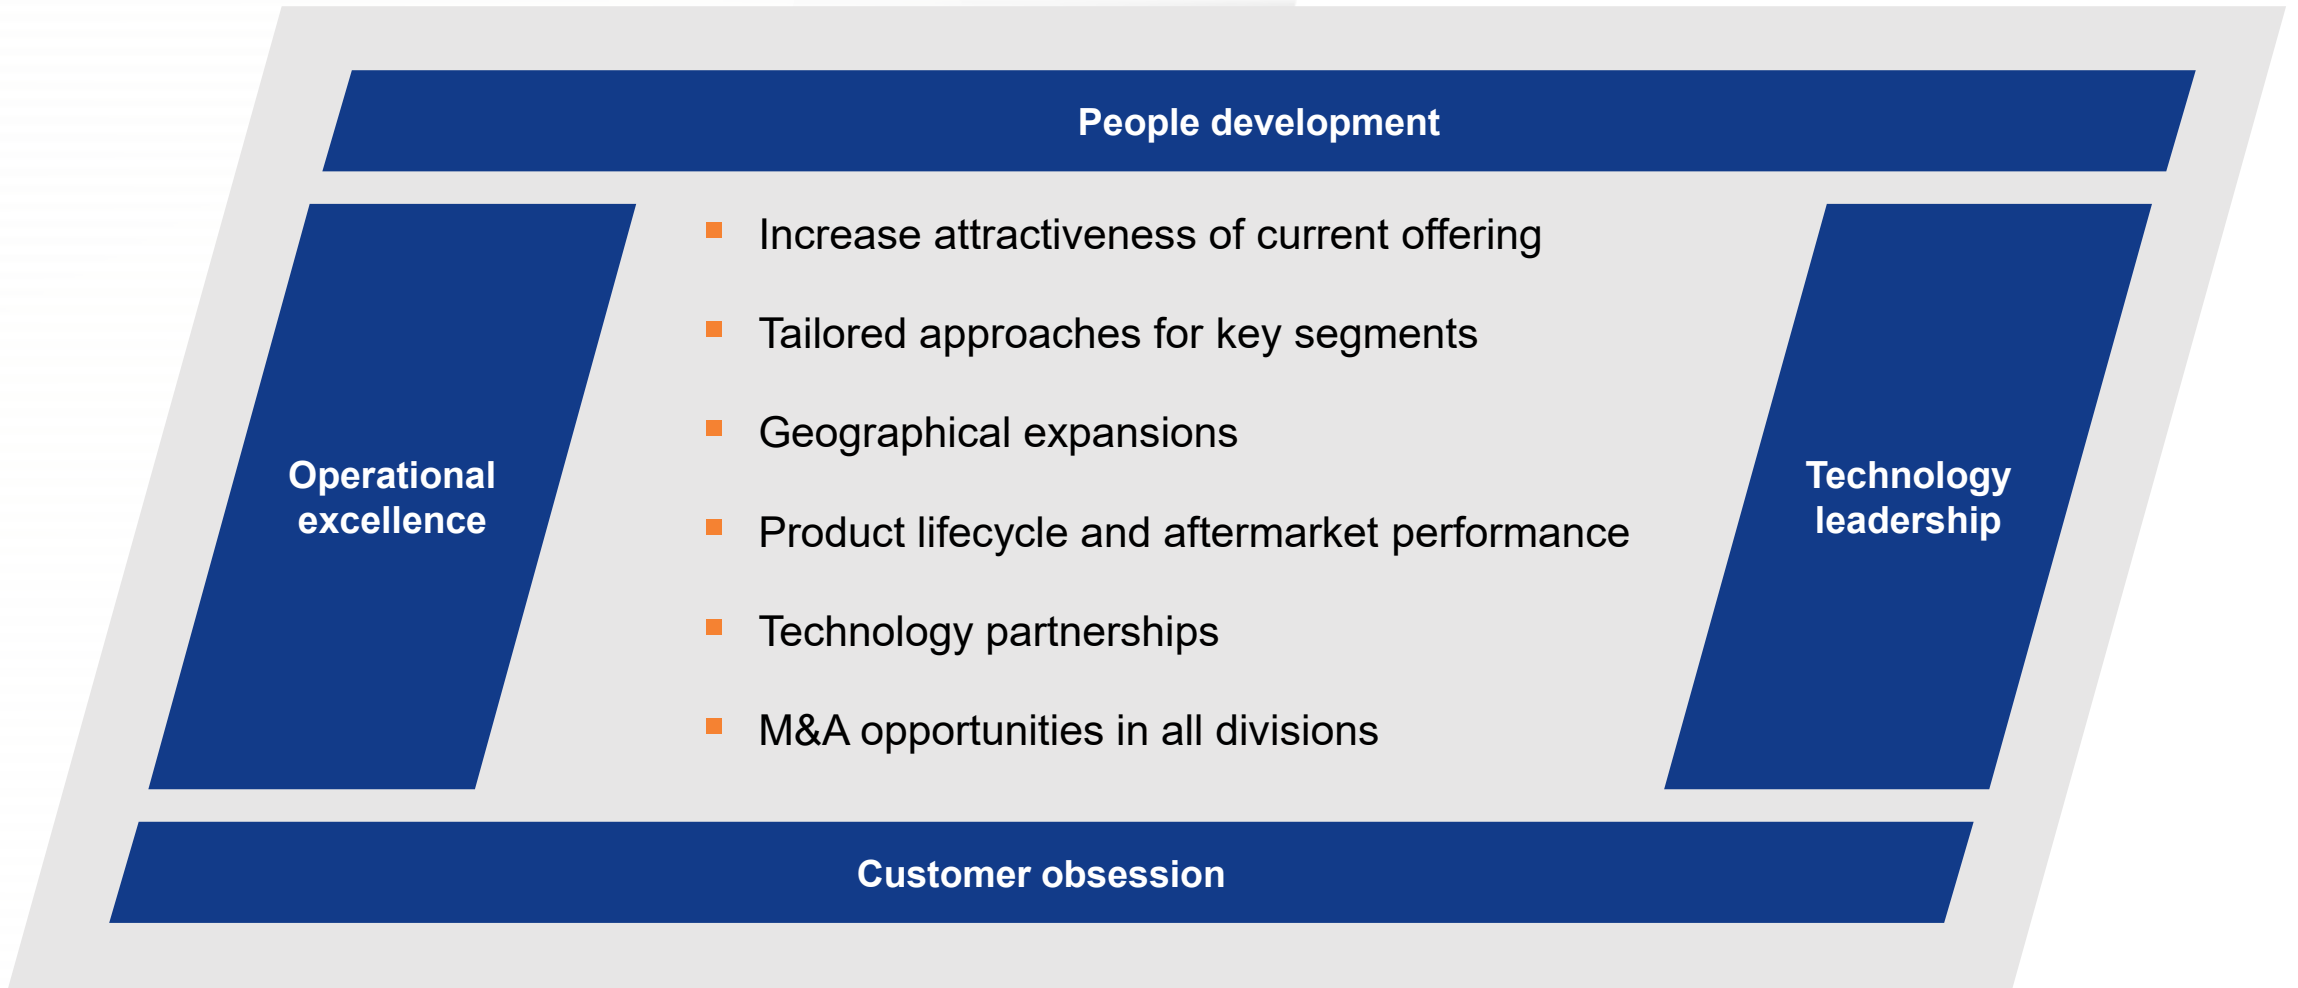 People development
Increase attractiveness of current offering
Tailored approaches for key segments
Geographical expansions
Operational
excellence
Technology
leadership
Product lifecycle and aftermarket performance
Technology partnerships
M&A opportunities in all divisions
Customer obsession